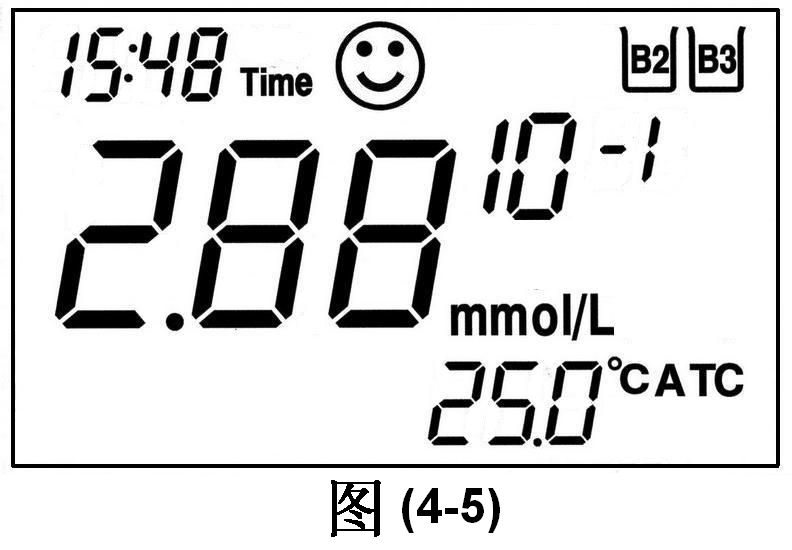 15:48 Time B2 B3
2.88 10 -1
mmol/L
25.0 °C ATC
图 (4-5)